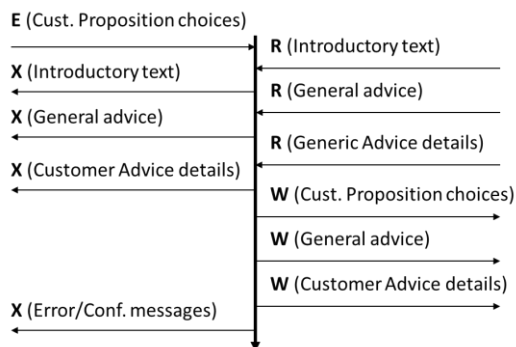 E (Cust. Proposition choices)
R (Introductory text)
X (Introductory text)
R (General advice)
X (General advice)
R (Generic Advice details)
X (Customer Advice details)
W (Cust. Proposition choices)
W (General advice)
W (Customer Advice details)
X (Error/Conf. messages)